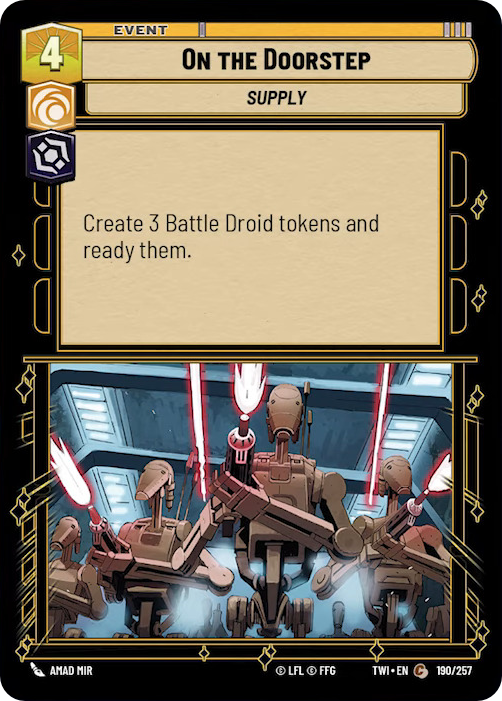 EVENT
4
ON THE DOORSTEP
SUPPLY
Create 3 Battle Droid tokens and
ready them.
AMAD MIR
© LFL © FFG
TWI • EN C 190/257